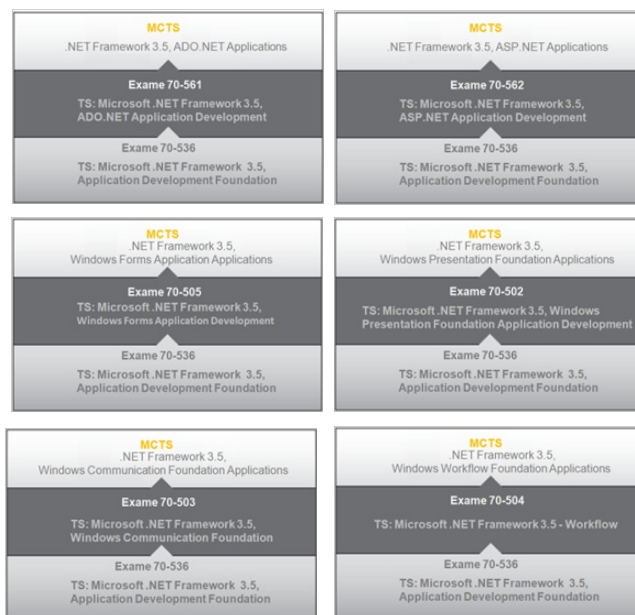 MCTS
.NET Framework 3.5, ADO.NET Applications
Exame 70-561
TS: Microsoft .NET Framework 3.5,
ADO.NET Application Development
Exame 70-536
TS: Microsoft .NET Framework 3.5,
Application Development Foundation
MCTS
.NET Framework 3.5, ASP.NET Applications
Exame 70-562
TS: Microsoft .NET Framework 3.5,
ASP.NET Application Development
Exame 70-536
TS: Microsoft .NET Framework 3.5,
Application Development Foundation
MCTS
.NET Framework 3.5,
Windows Forms Application Applications
Exame 70-505
TS: Microsoft .NET Framework 3.5,
Windows Forms Application Development
Exame 70-536
TS: Microsoft .NET Framework 3.5,
Application Development Foundation
MCTS
.NET Framework 3.5,
Windows Presentation Foundation Applications
Exame 70-502
TS: Microsoft .NET Framework 3.5, Windows
Presentation Foundation Application Development
Exame 70-536
TS: Microsoft .NET Framework 3.5,
Application Development Foundation
MCTS
.NET Framework 3.5,
Windows Communication Foundation Applications
Exame 70-503
TS: Microsoft .NET Framework 3.5,
Windows Communication Foundation
Exame 70-536
TS: Microsoft .NET Framework 3.5,
Application Development Foundation
MCTS
.NET Framework 3.5,
Windows Workflow Foundation Applications
Exame 70-504
TS: Microsoft .NET Framework 3.5 - Workflow
Exame 70-536
TS: Microsoft .NET Framework 3.5,
Application Development Foundation